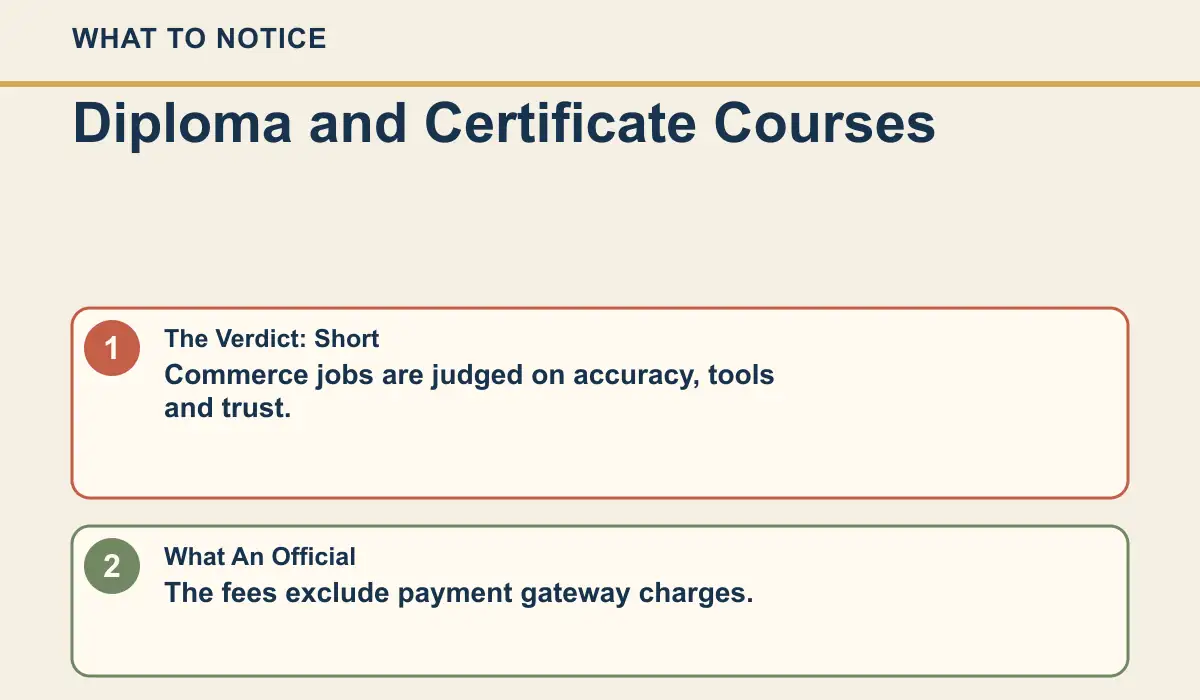 WHAT TO NOTICE
Diploma and Certificate Courses
1
The Verdict: Short
Commerce jobs are judged on accuracy, tools
and trust.
2
What An Official
The fees exclude payment gateway charges.